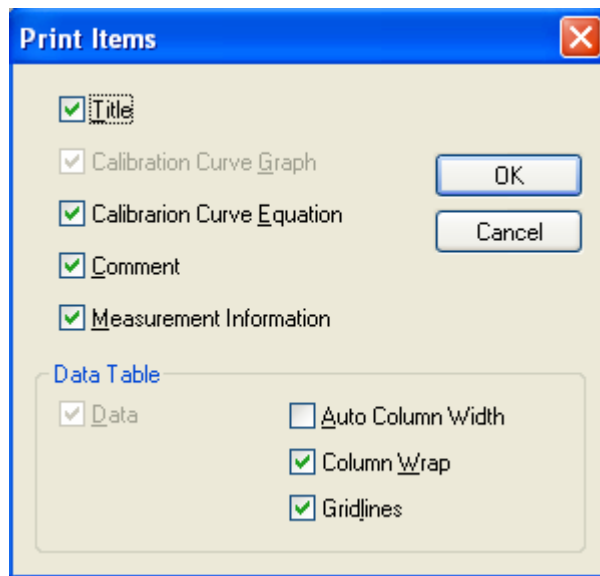 Print Items
Title
Calibration Curve Graph
OK
Calibrarion Curve Equation
Cancel
Comment
Measurement Information
Data Table
Data
Auto Column Width
Column Wrap
Gridlines